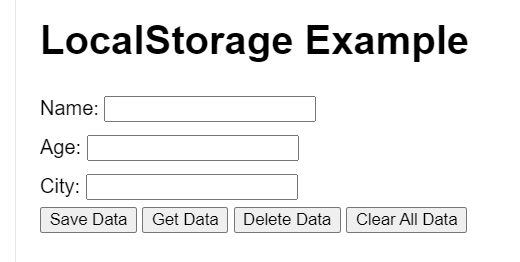 LocalStorage Example
Name:
Age:
City:
Save Data Get Data Delete Data Clear All Data